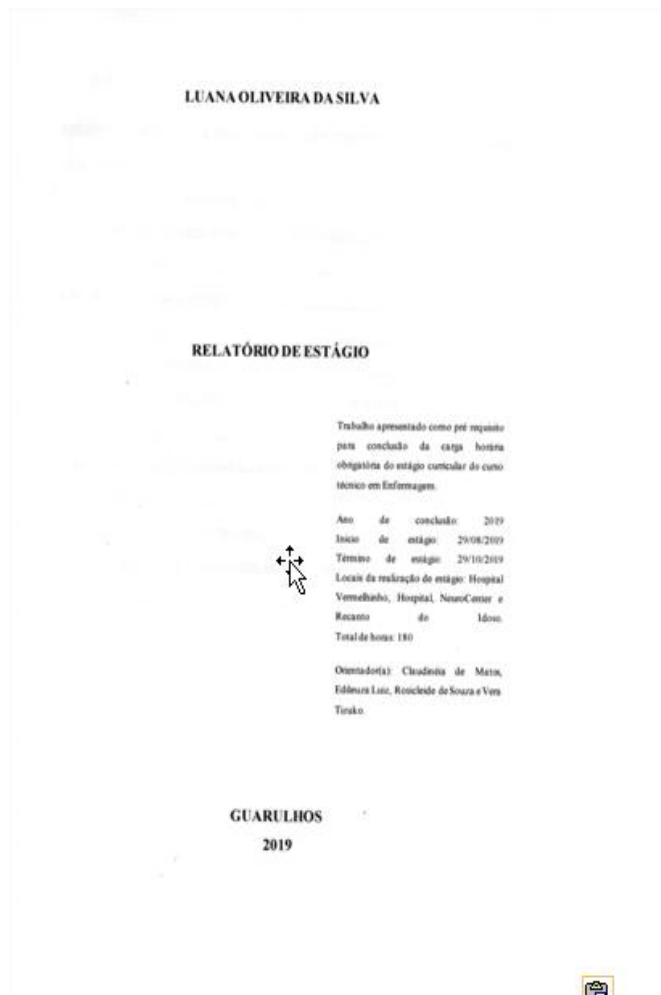 LUANA OLIVEIRA DA SILVA
RELATÓRIO DE ESTÁGIO
Trabalho apresentado como pré requisito
para conclusão da carga horária
obrigatória do estágio curricular do curso
técnico em Enfermagem.
Ano de conclusão: 2019
Início de estágio: 29/08/2019
Término de estágio: 29/10/2019
Locais da realização do estágio: Hospital
Vermelhinho, Hospital, NeuroCenter e
Recanto do Idoso.
Total de horas: 180
Orientador(a): Claudinéia de Matos,
Edileuza Luiz, Rosicleide de Souza e Vera
GUARULHOS
2019